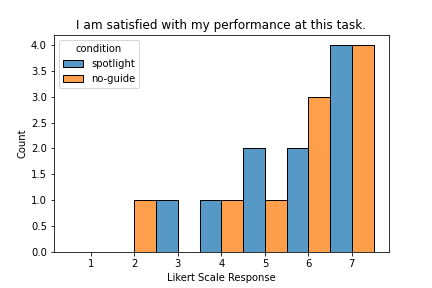 I am satisfied with my performance at this task.
condition
spotlight
no-guide
4.0
3.5
3.0
2.5
2.0
1.5
1.0
0.5
0.0
Count
1 2 3 4 5 6 7
Likert Scale Response